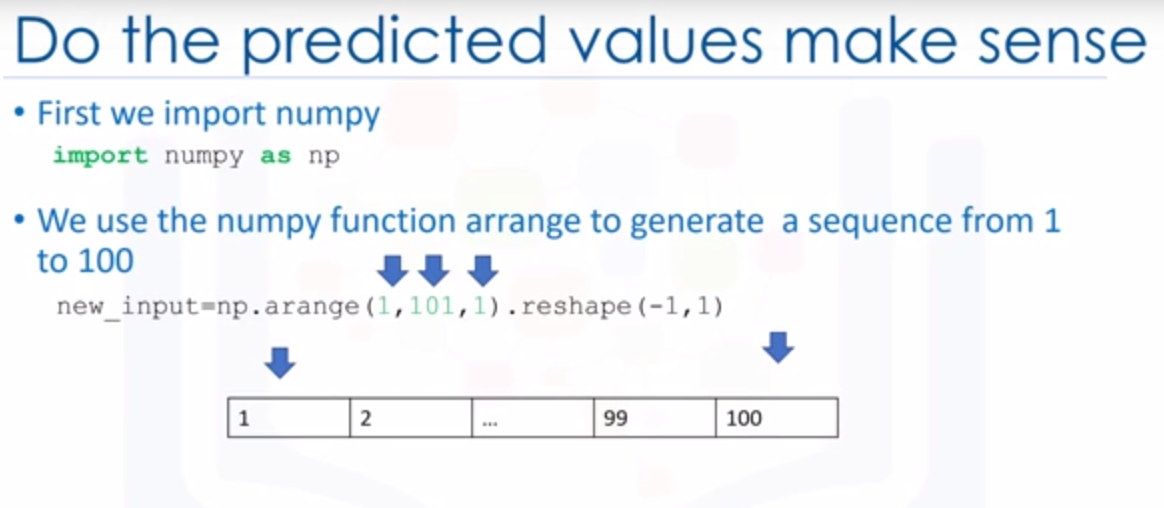 Do the predicted values make sense
• First we import numpy
import numpy as np
• We use the numpy function arrange to generate a sequence from 1
to 100
new_input=np.arange(1,101,1).reshape(-1,1)
1 2 ... 99 100